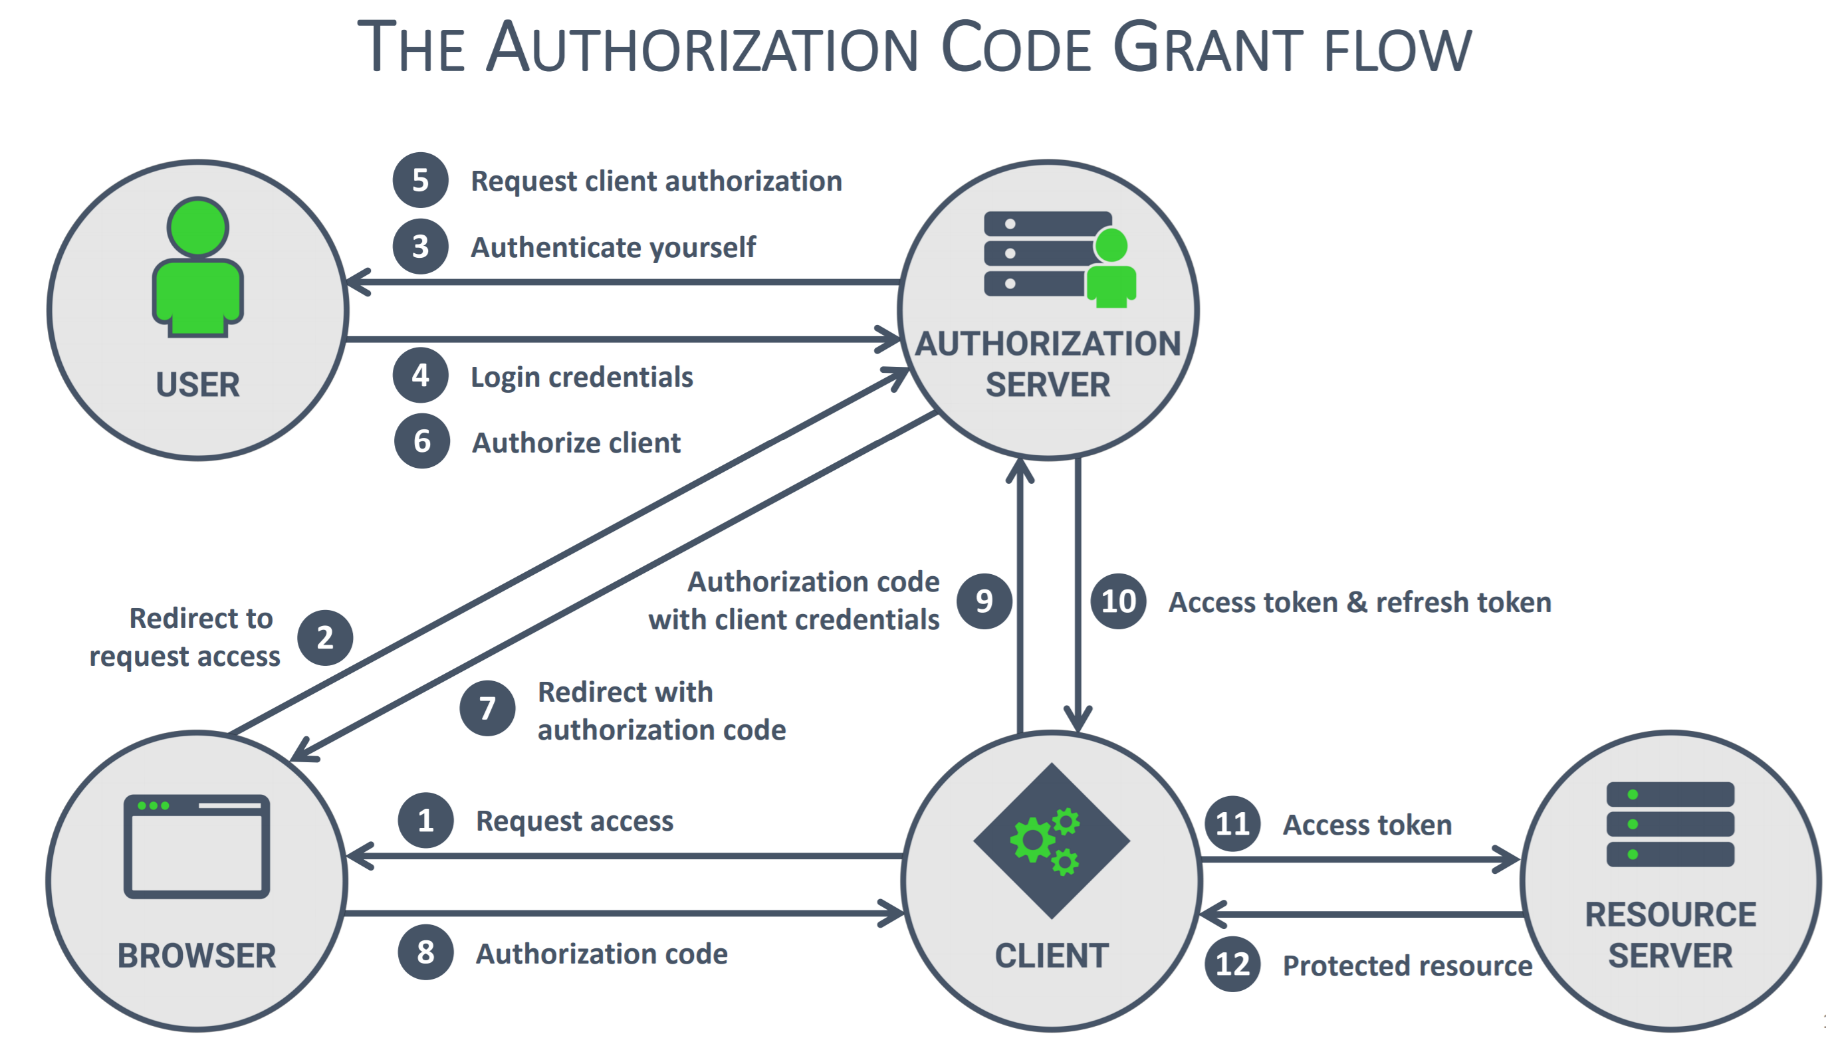 THE AUTHORIZATION CODE GRANT FLOW
5 Request client authorization
3 Authenticate yourself
USER
AUTHORIZATION
SERVER
4 Login credentials
6 Authorize client
Redirect to
request access
2
Authorization code
with client credentials
9
10 Access token & refresh token
7 Redirect with
authorization code
1 Request access
BROWSER
8 Authorization code
CLIENT
11 Access token
12 Protected resource
RESOURCE
SERVER